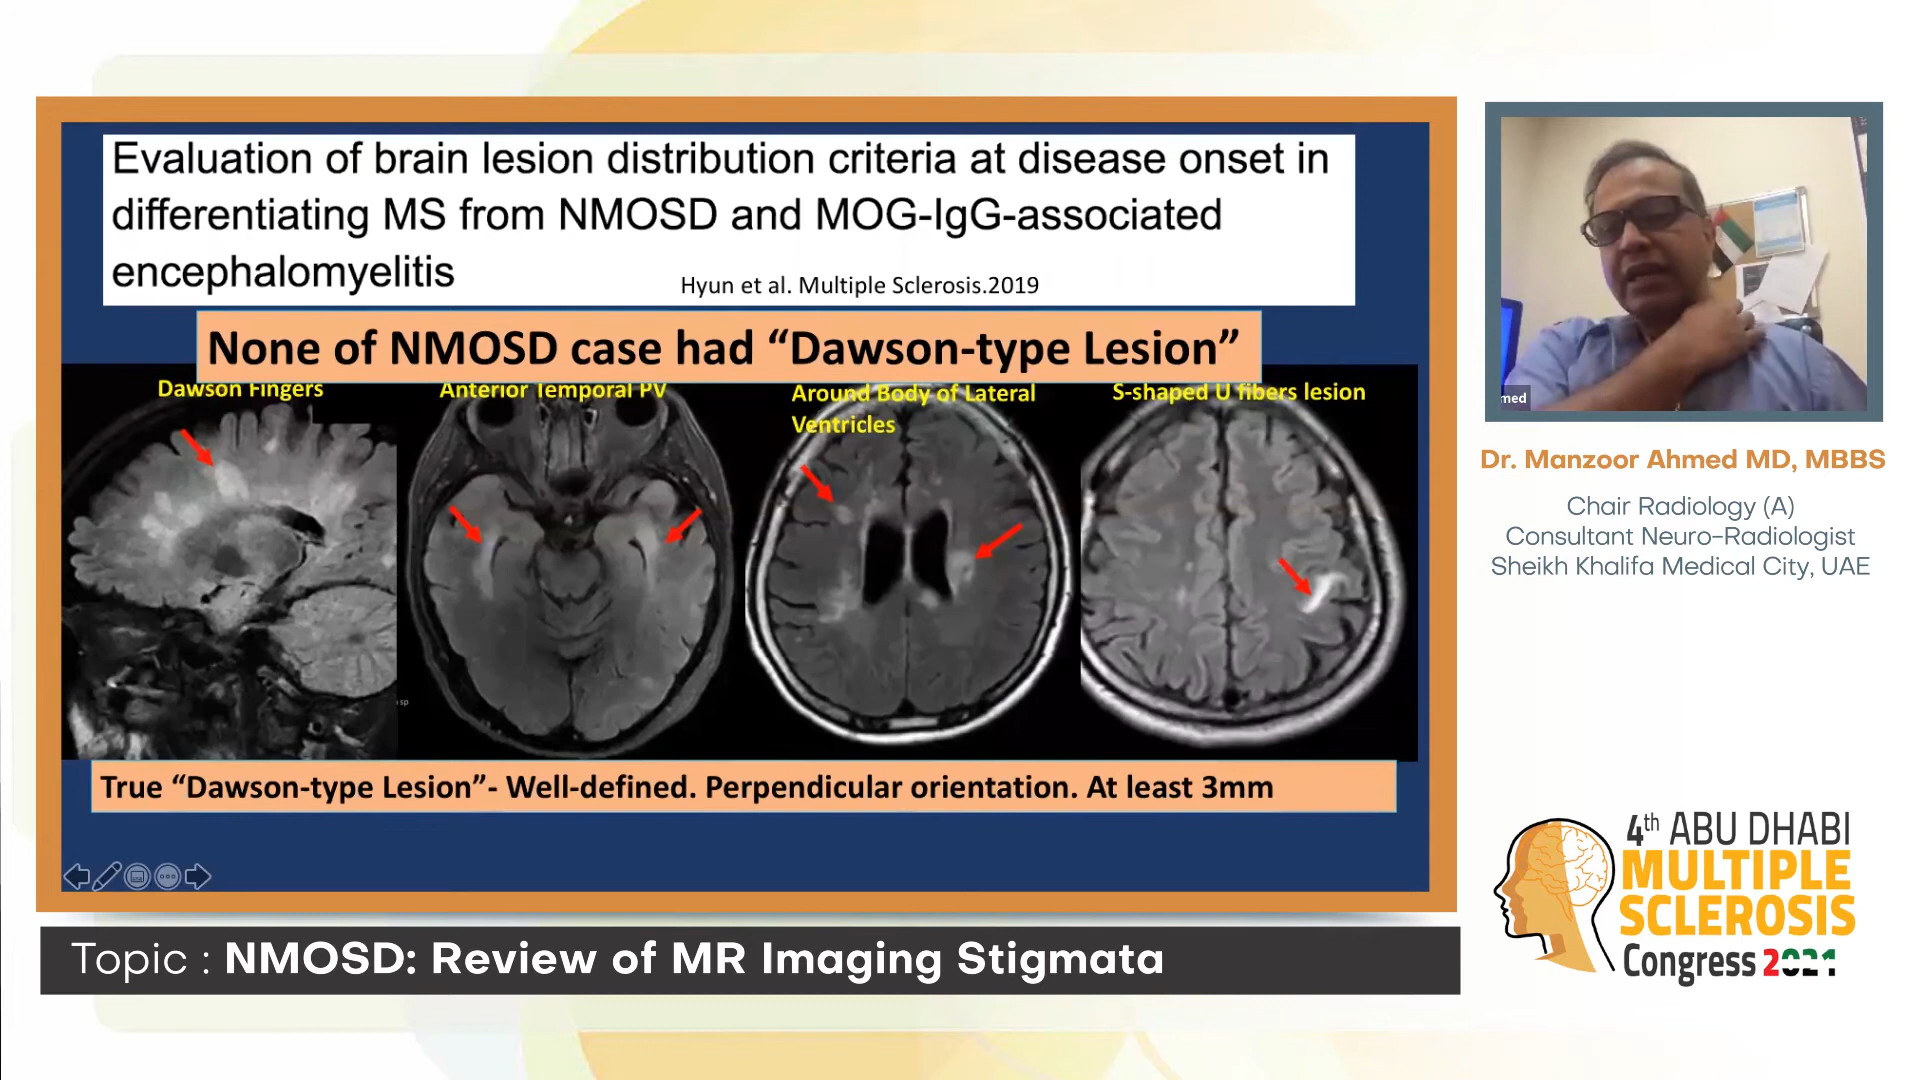 Evaluation of brain lesion distribution criteria at disease onset in
differentiating MS from NMOSD and MOG-IgG-associated
encephalomyelitis
Hyun et al. Multiple Sclerosis.2019
None of NMOSD case had “Dawson-type Lesion”
Dawson Fingers
Anterior Temporal PV
Around Body of Lateral
Ventricles
S-shaped U fibers lesion
sp
True “Dawson-type Lesion”- Well-defined. Perpendicular orientation. At least 3mm
Topic : NMOSD: Review of MR Imaging Stigmata
med
Dr. Manzoor Ahmed MD, MBBS
Chair Radiology (A)
Consultant Neuro-Radiologist
Sheikh Khalifa Medical City, UAE
4th ABU DHABI
MULTIPLE
SCLEROSIS
Congress 2021